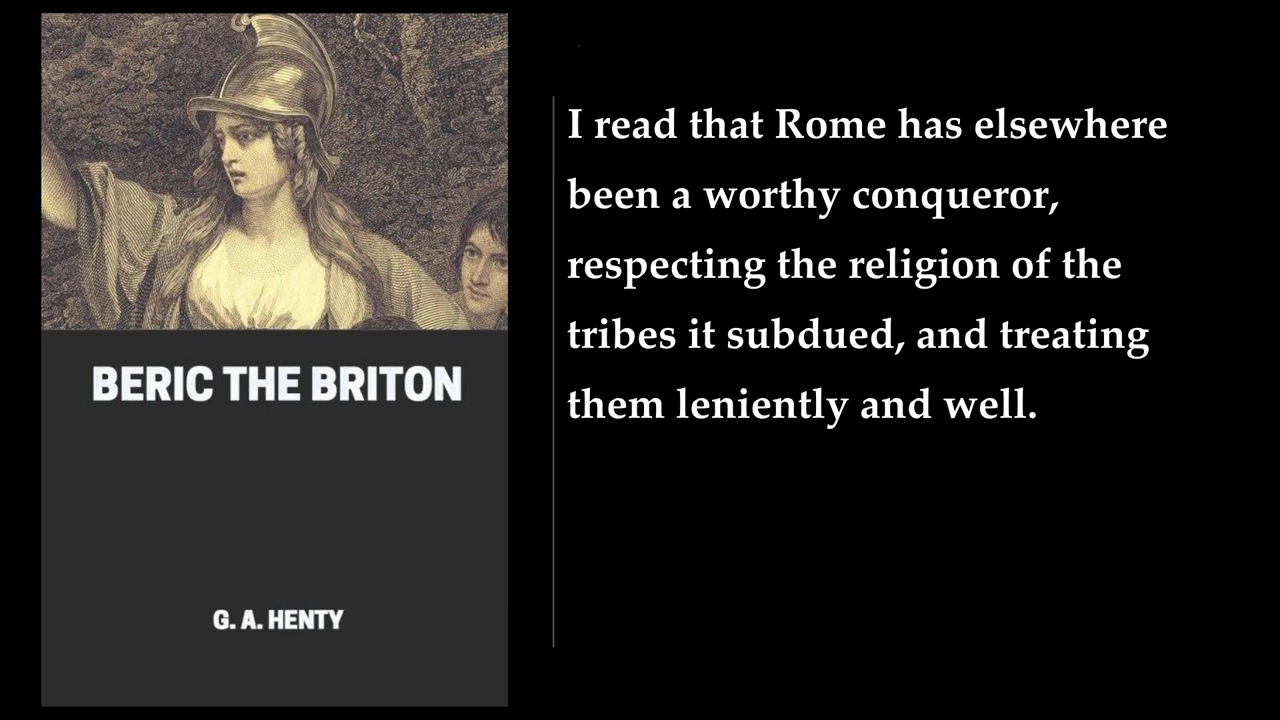 BERIC THE BRITON
G. A. HENTY
I read that Rome has elsewhere
been a worthy conqueror,
respecting the religion of the
tribes it subdued, and treating
them leniently and well.